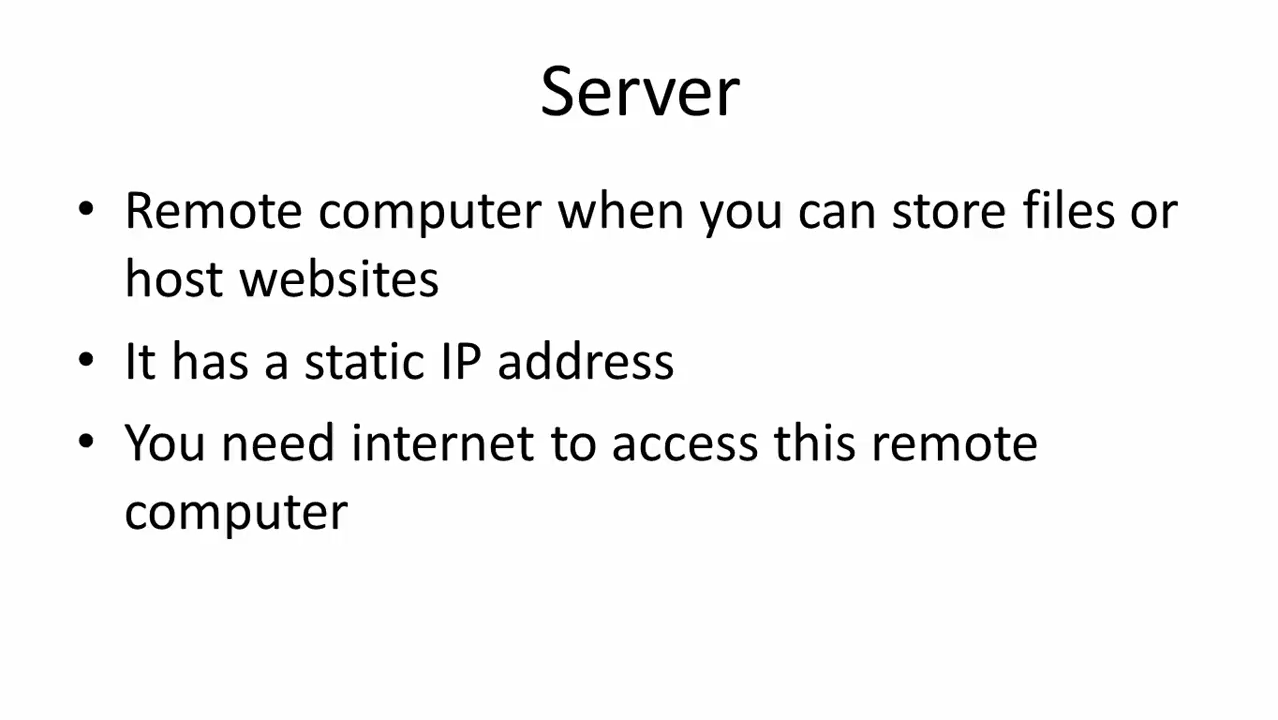 Server
• Remote computer when you can store files or
host websites
• It has a static IP address
• You need internet to access this remote
computer